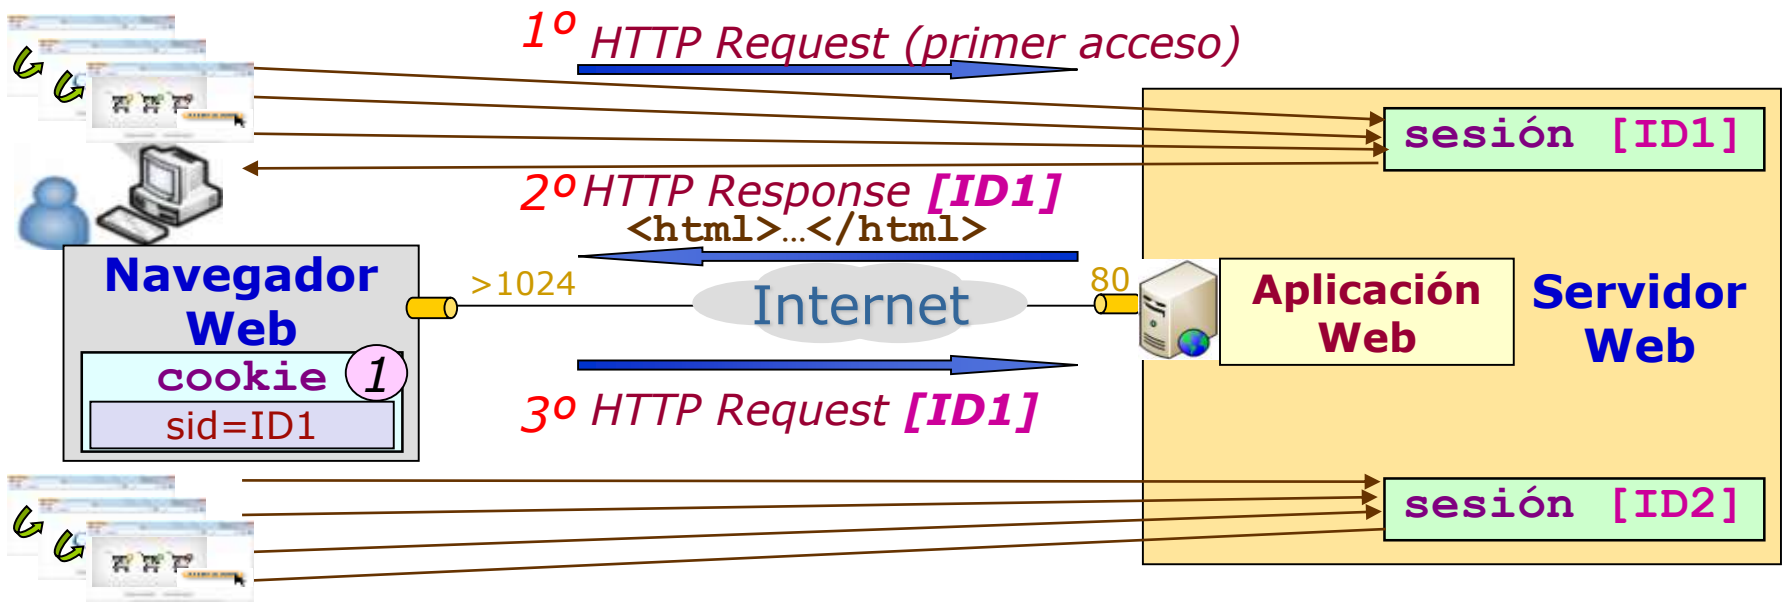 1º HTTP Request (primer acceso)
sesión [ID1]
2º HTTP Response [ID1]
<html>…</html>
Navegador
Web
>1024
Internet
80
Aplicación
Web
Servidor
Web
cookie 1
sid=ID1
3º HTTP Request [ID1]
sesión [ID2]